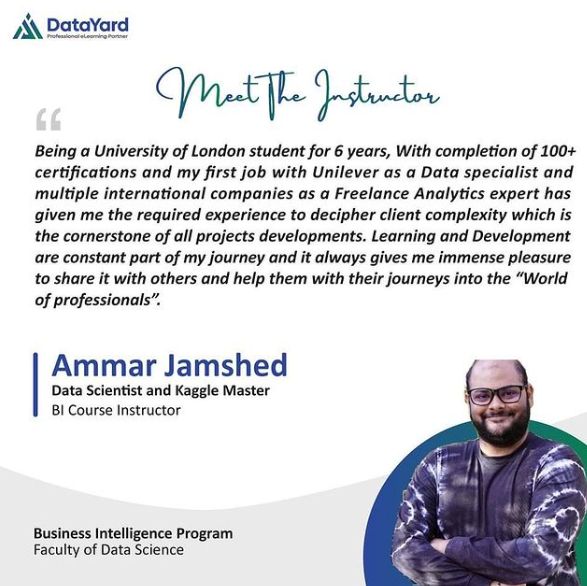 DataYard
Professional eLearning Partner
Meet The Instructor
“
Being a University of London student for 6 years, With completion of 100+
certifications and my first job with Unilever as a Data specialist and
multiple international companies as a Freelance Analytics expert has
given me the required experience to decipher client complexity which is
the cornerstone of all projects developments. Learning and Development
are constant part of my journey and it always gives me immense pleasure
to share it with others and help them with their journeys into the “World
of professionals”.
Ammar Jamshed
Data Scientist and Kaggle Master
BI Course Instructor
Business Intelligence Program
Faculty of Data Science